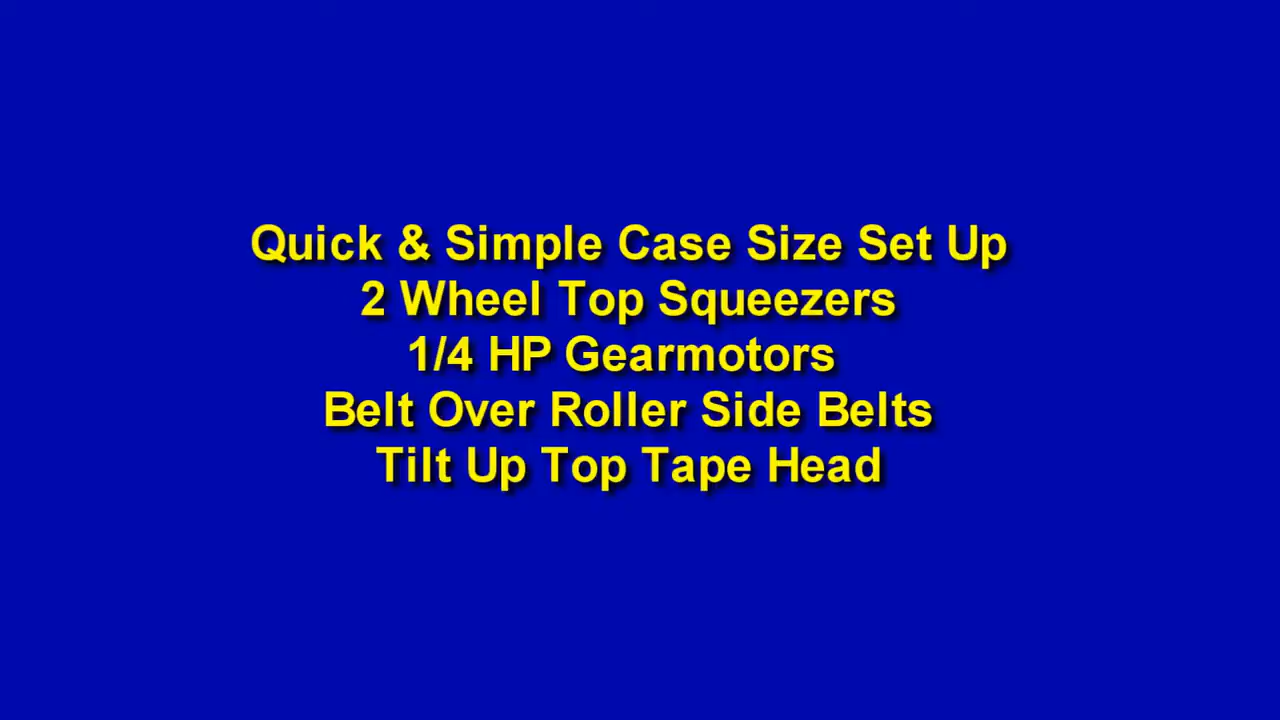 Quick & Simple Case Size Set Up
2 Wheel Top Squeezers
1/4 HP Gearmotors
Belt Over Roller Side Belts
Tilt Up Top Tape Head